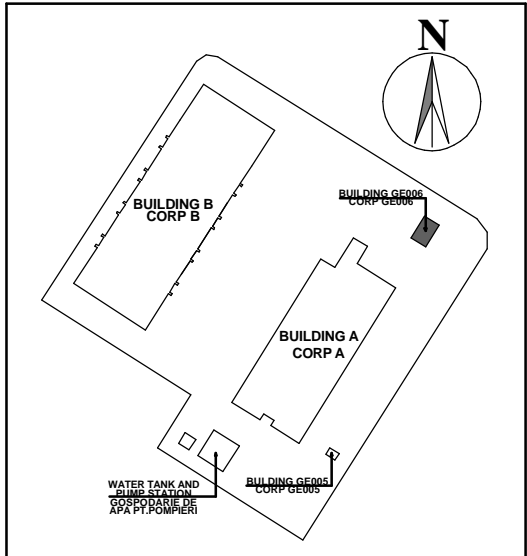 N
BUILDING GE006
CORP GE006
BUILDING B
CORP B
BUILDING A
CORP A
WATER TANK AND
PUMP STATION
GOSPODARIE DE
APA PT.POMPIERI
BULDING GE005
CORP GE005